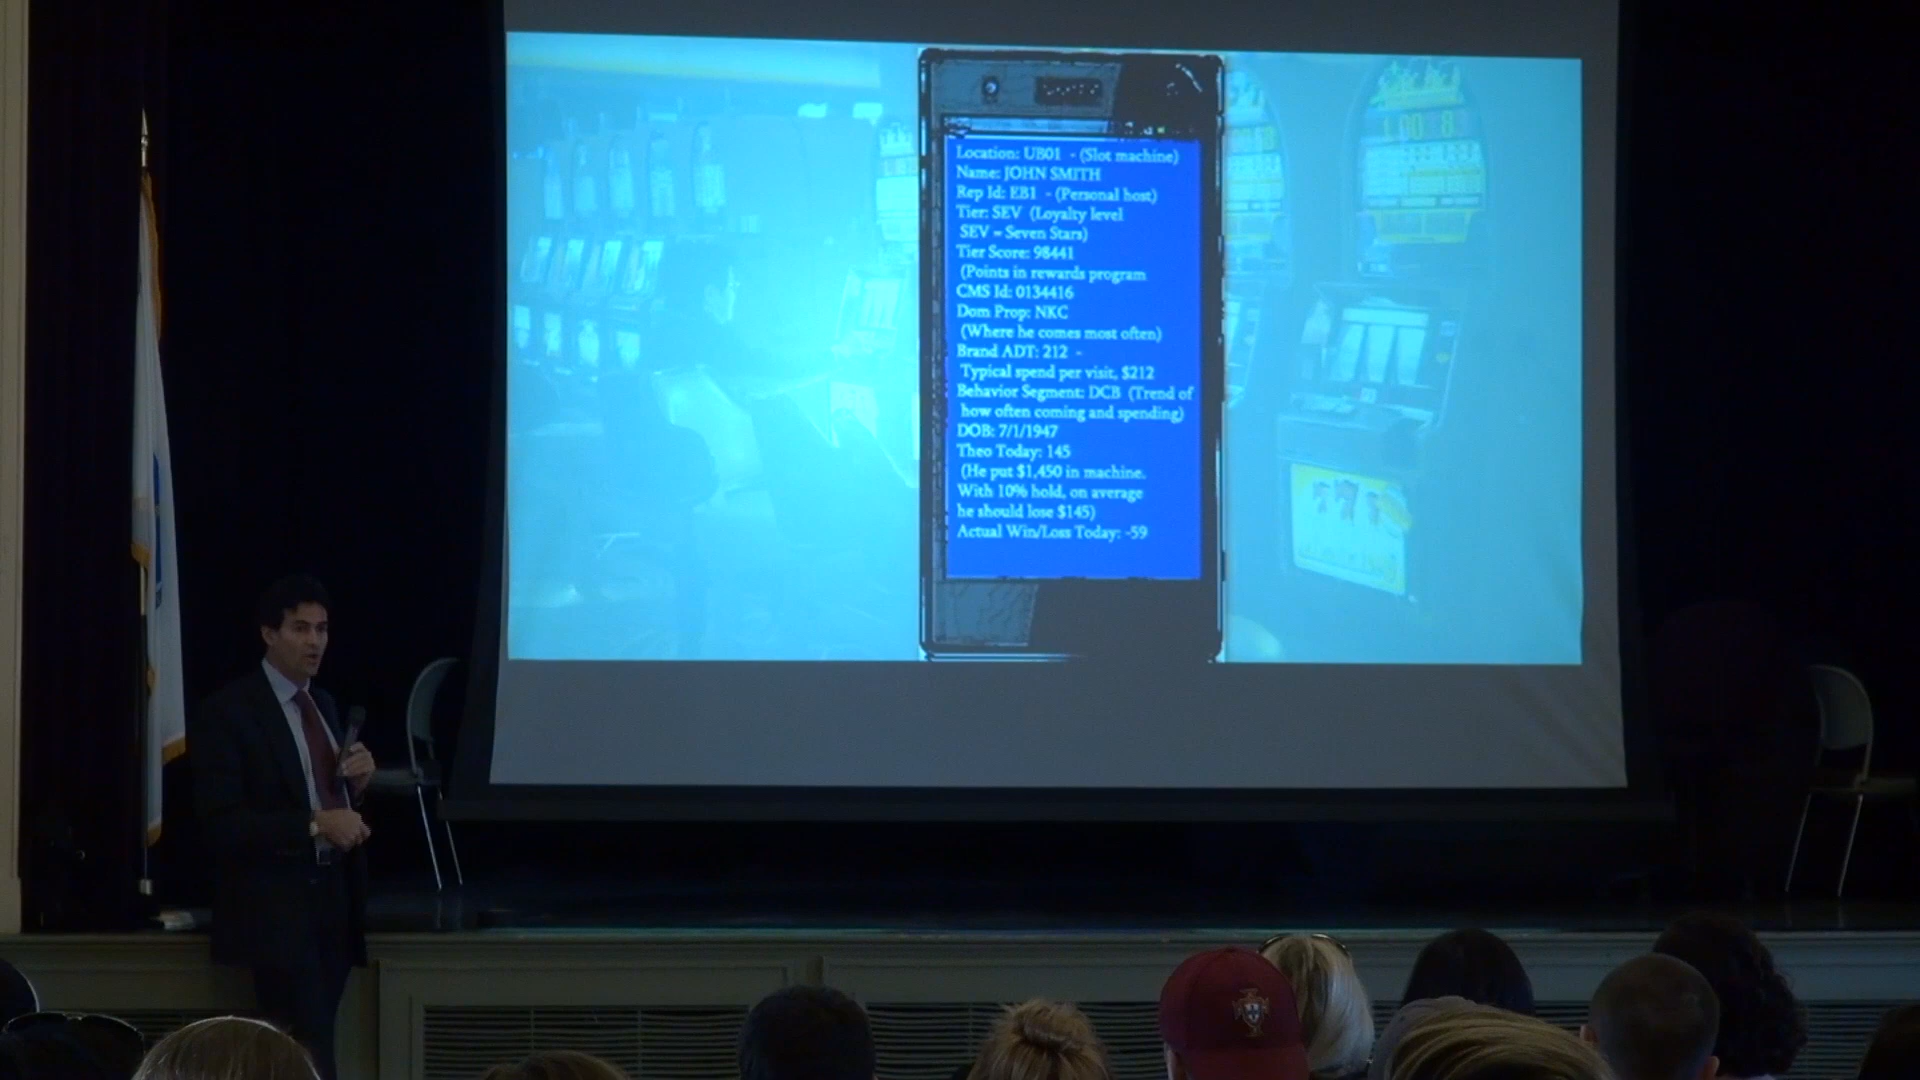 Location: UB01 - (Slot machine)
Name: JOHN SMITH
Rep Id: EB1 - (Personal host)
Tier: SEV (Loyalty level
SEV = Seven Stars)
Tier Score: 98441
(Points in rewards program
CMS Id: 0134416
Dom Prop: NKC
(Where he comes most often)
Brand ADT: 212 -
Typical spend per visit, $212
Behavior Segment: DCB (Trend of
how often coming and spending)
DOB: 7/1/1947
Theo Today: 145
(He put $1,450 in machine.
With 10% hold, on average
he should lose $145)
Actual Win/Loss Today: -59